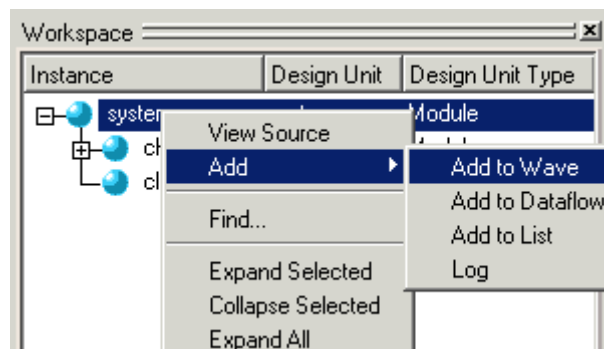 Workspace
Instance Design Unit Design Unit Type
Module
View Source
Add Add to Wave
Add to Dataflow
Find... Add to List
Log
Expand Selected
Collapse Selected
Expand All